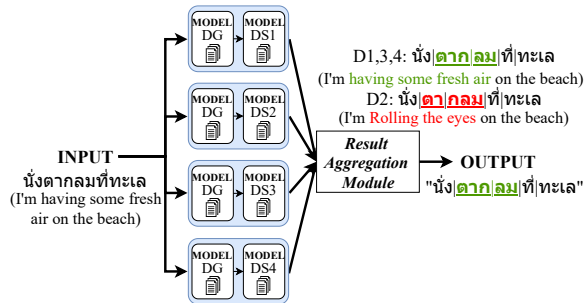 MODEL
DG
MODEL
DS1
MODEL
DG
MODEL
DS2
MODEL
DG
MODEL
DS3
MODEL
DG
MODEL
DS4
INPUT
นั่งตากลมที่ทะเล
(I'm having some fresh
air on the beach)
D1,3,4: นั่ง|ตาก|ลม|ที่|ทะเล
(I'm having some fresh air on the beach)
D2: นั่ง|ตา|กลม|ที่|ทะเล
(I'm Rolling the eyes on the beach)
Result
Aggregation
Module
OUTPUT
"นั่ง|ตาก|ลม|ที่|ทะเล"